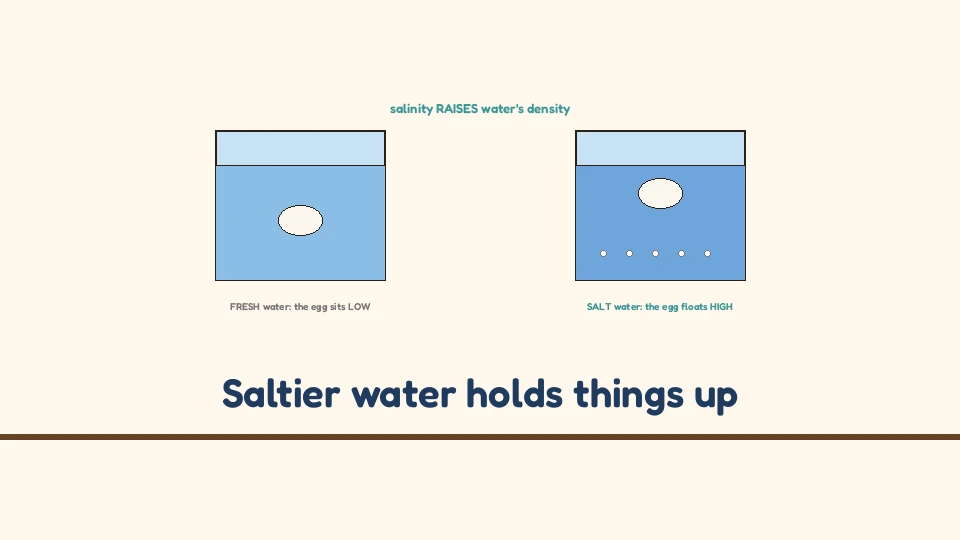 salinity RAISES water's density
FRESH water: the egg sits LOW
SALT water: the egg floats HIGH
Saltier water holds things up